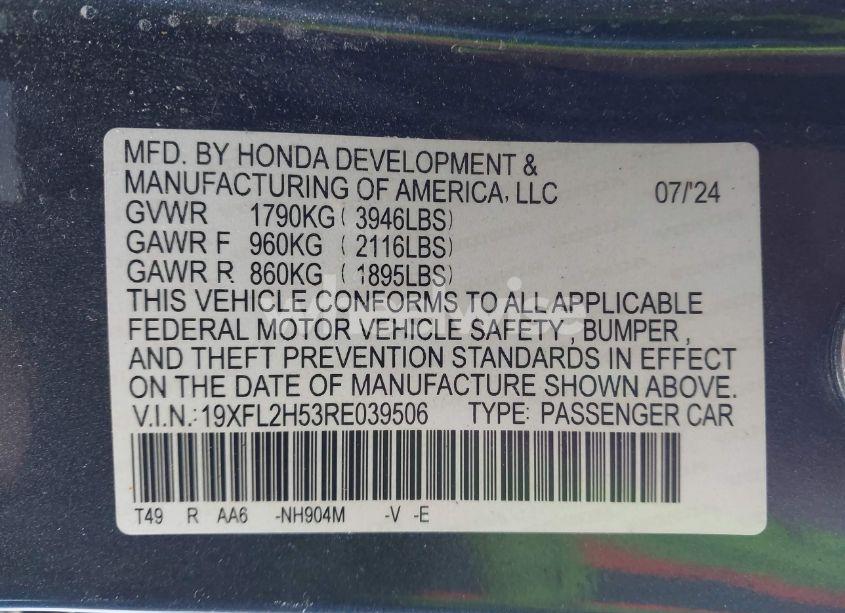 MFD. BY HONDA DEVELOPMENT &
MANUFACTURING OF AMERICA, LLC 07/'24
GVWR 1790KG ( 3946LBS)
GAWR F 960KG ( 2116LBS)
GAWR R 860KG ( 1895LBS)
THIS VEHICLE CONFORMS TO ALL APPLICABLE
FEDERAL MOTOR VEHICLE SAFETY , BUMPER ,
AND THEFT PREVENTION STANDARDS IN EFFECT
ON THE DATE OF MANUFACTURE SHOWN ABOVE.
V.I.N.:19XFL2H53RE039506 TYPE: PASSENGER CAR
T49 R AA6 -NH904M -V -E